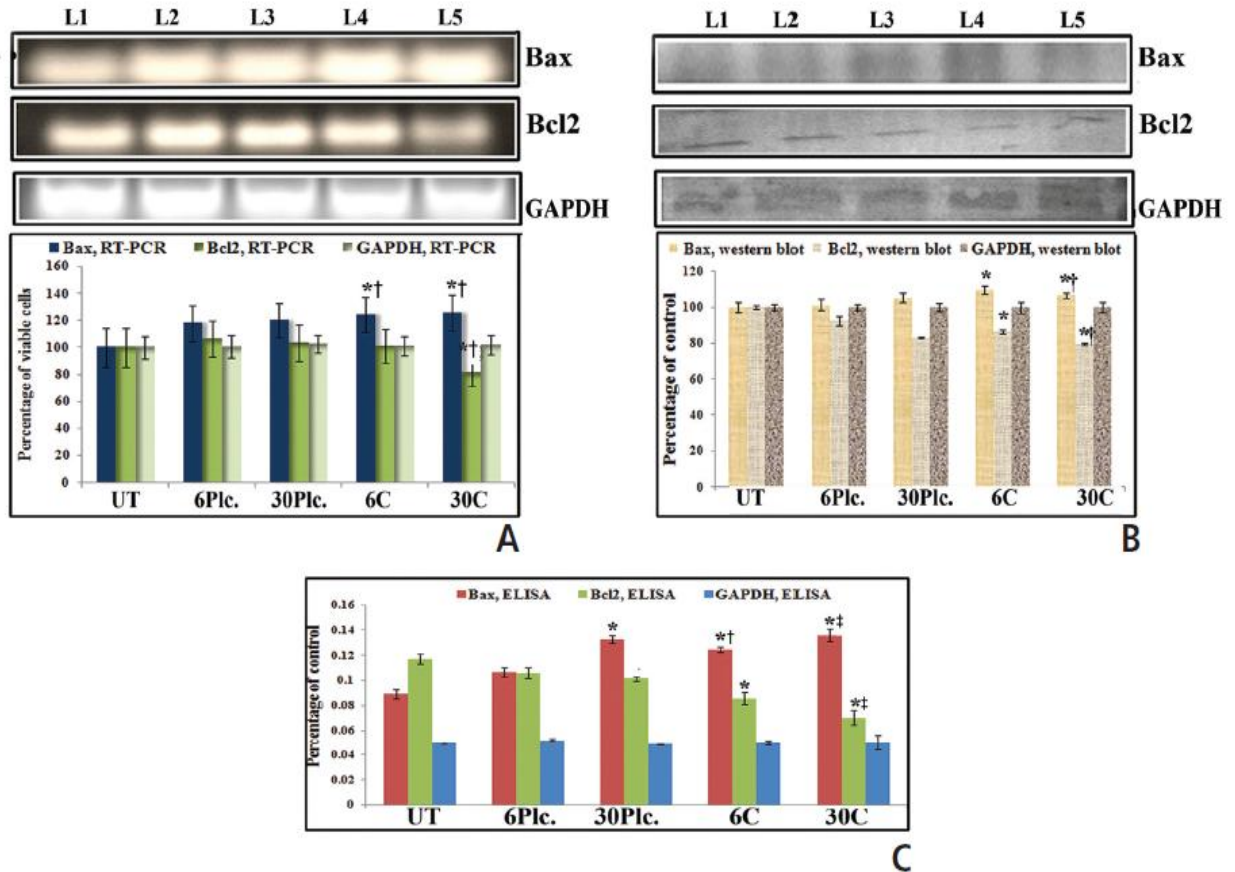 L1 L2 L3 L4 L5
Bax
Bcl2
GAPDH
Bax, RT-PCR Bcl2, RT-PCR GAPDH, RT-PCR
Percentage of viable cells
160
140
120
100
80
60
40
20
0
*† *†
*†
UT 6Plc. 30Plc. 6C 30C
A
L1 L2 L3 L4 L5
Bax
Bcl2
GAPDH
Bax, western blot Bcl2, western blot GAPDH, western blot
Percentage of control
120
100
80
60
40
20
0
* *†
* *†
UT 6Plc. 30Plc. 6C 30C
B
Bax, ELISA Bcl2, ELISA GAPDH, ELISA
Percentage of control
0.16
0.14
0.12
0.1
0.08
0.06
0.04
0.02
0
* *† *‡
* *‡
UT 6Plc. 30Plc. 6C 30C
C